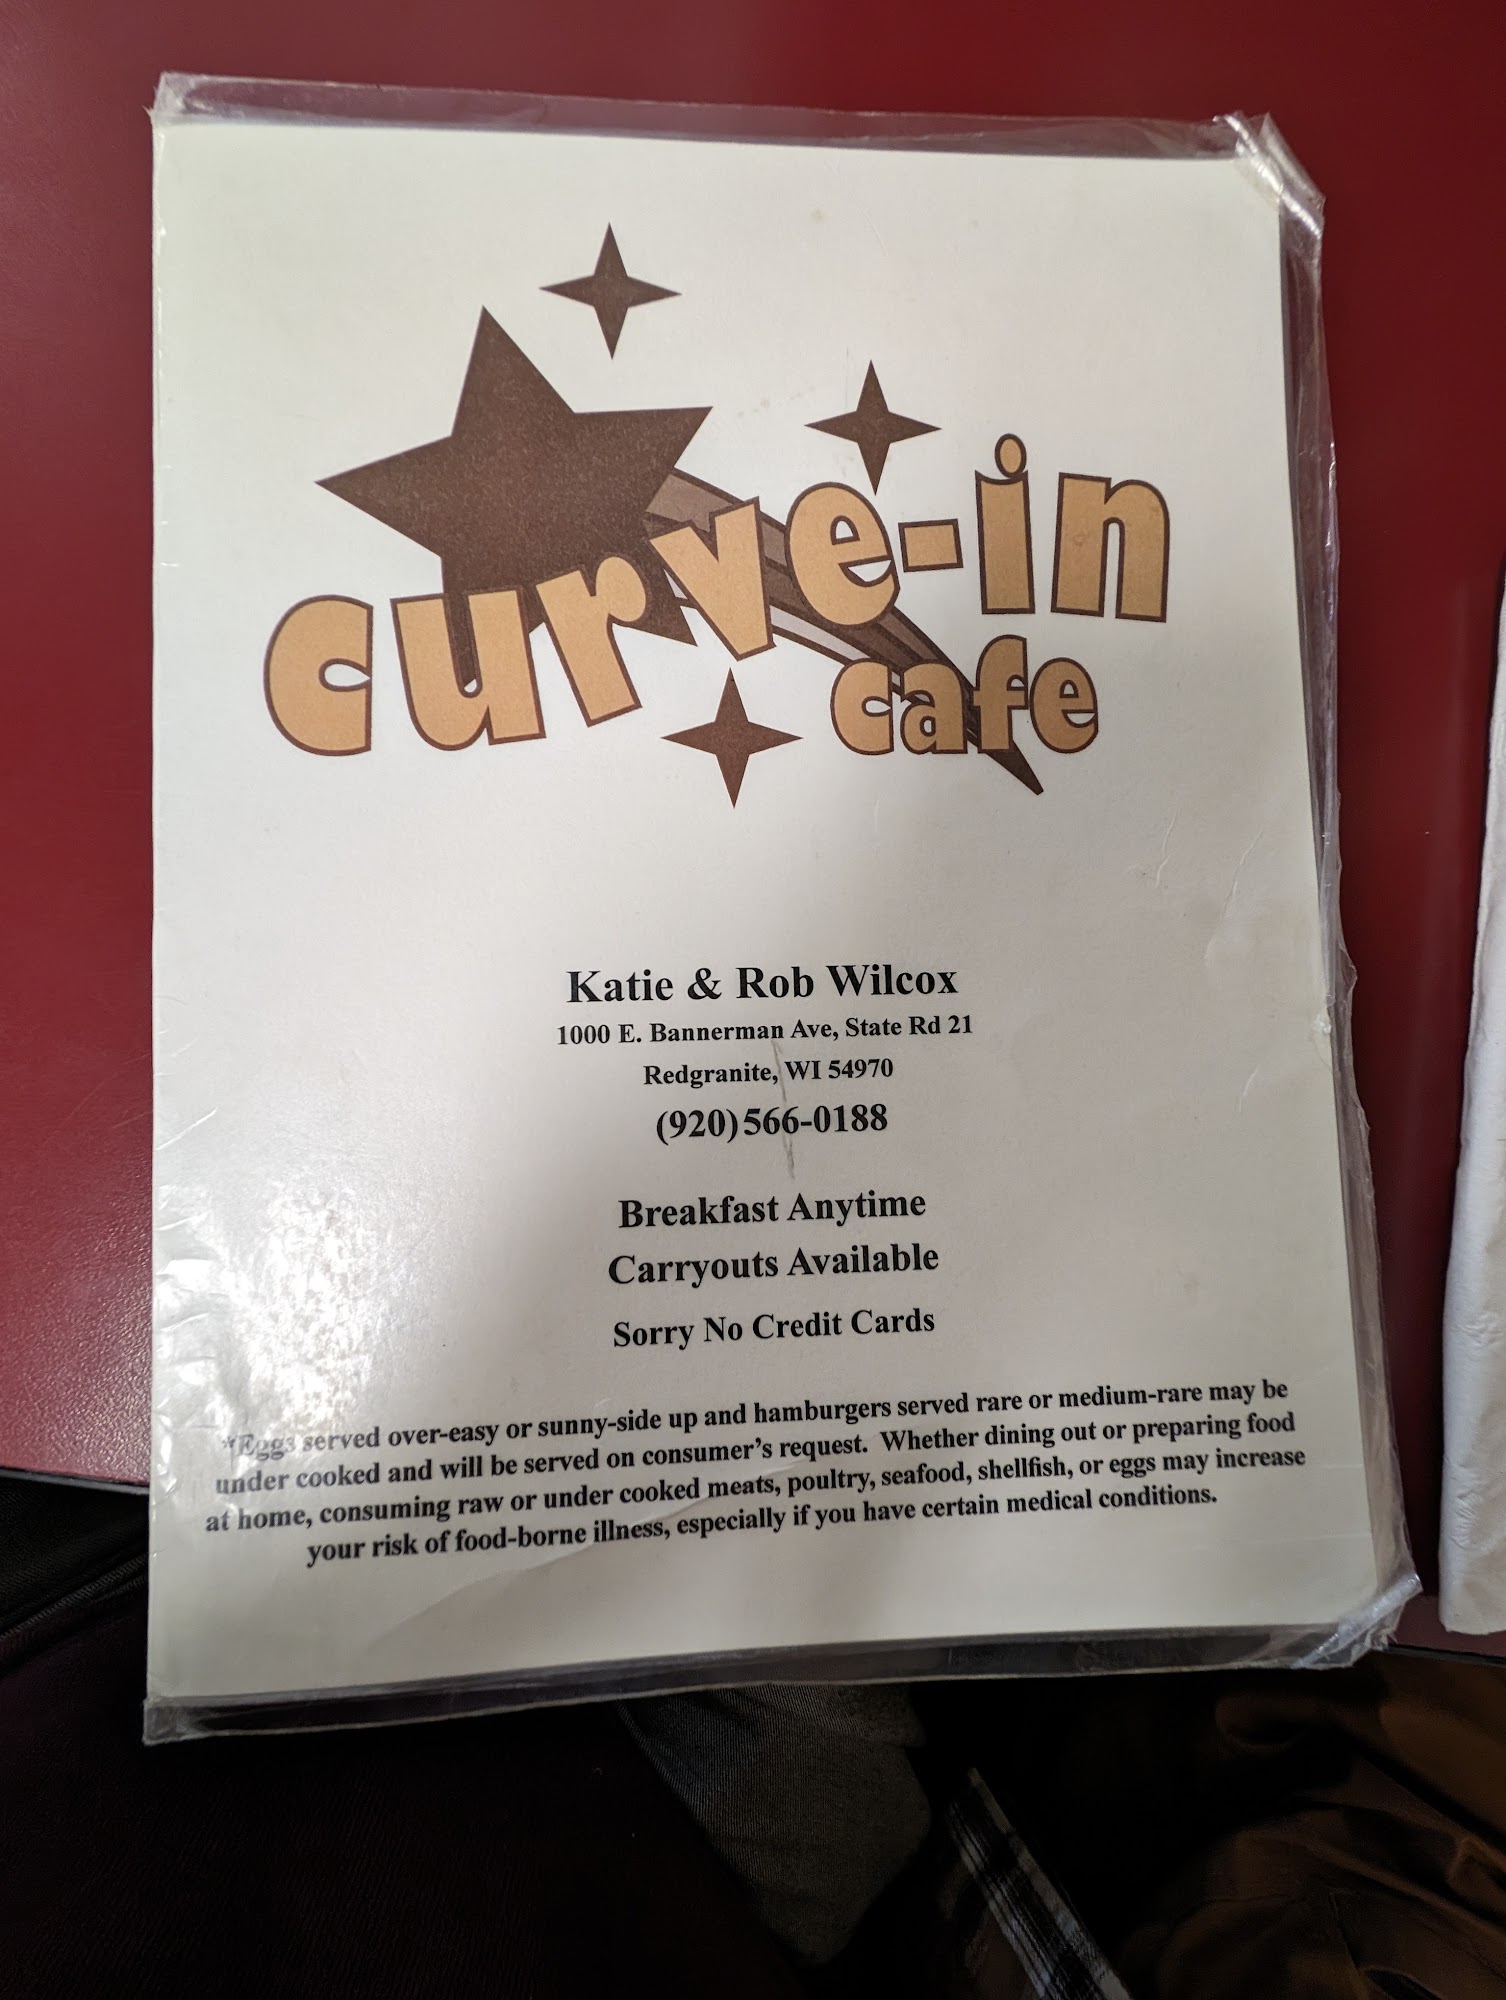 curve-in
cafe
Katie & Rob Wilcox
1000 E. Bannerman Ave, State Rd 21
Redgranite, WI 54970
(920)566-0188
Breakfast Anytime
Carryouts Available
Sorry No Credit Cards
*Eggs served over-easy or sunny-side up and hamburgers served rare or medium-rare may be
under cooked and will be served on consumer's request. Whether dining out or preparing food
at home, consuming raw or under cooked meats, poultry, seafood, shellfish, or eggs may increase
your risk of food-borne illness, especially if you have certain medical conditions.